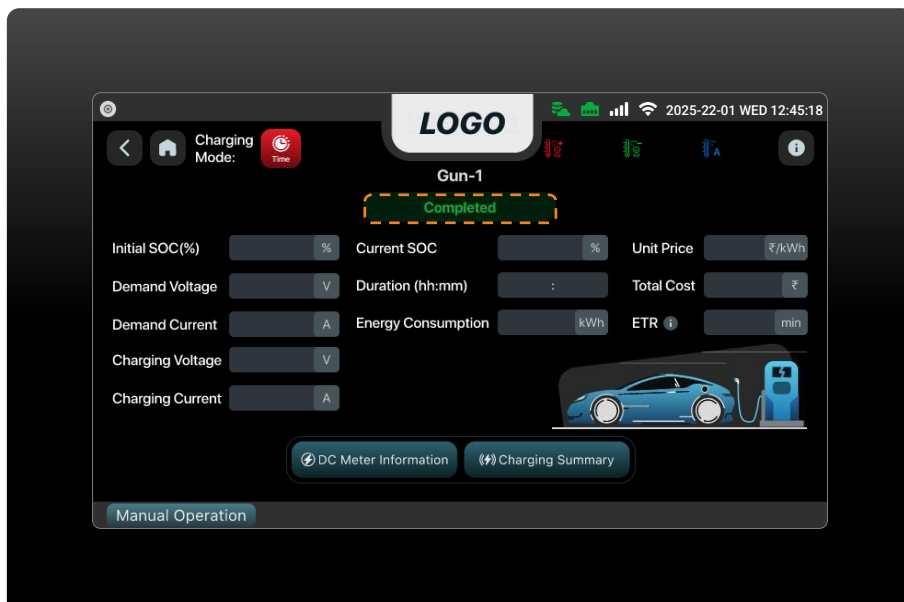 LOGO
2025-22-01 WED 12:45:18
Charging
Mode:
Time
A
Gun-1
Completed
Initial SOC(%) % Current SOC % Unit Price ₹/kWh
Demand Voltage V Duration (hh:mm) : Total Cost ₹
Demand Current A Energy Consumption kWh ETR min
Charging Voltage V
Charging Current A
DC Meter Information Charging Summary
Manual Operation